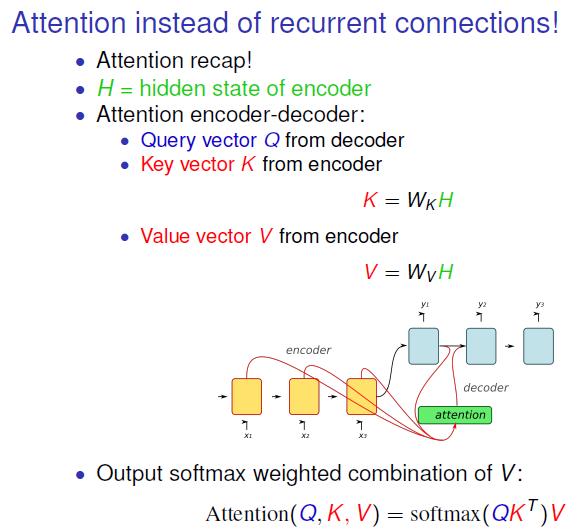 Attention instead of recurrent connections!
• Attention recap!
• H = hidden state of encoder
• Attention encoder-decoder:
• Query vector Q from decoder
• Key vector K from encoder
K = W_K H
• Value vector V from encoder
V = W_V H
y₁ y₂ y₃
encoder
decoder
attention
x₁ x₂ x₃
• Output softmax weighted combination of V:
Attention(Q, K, V) = softmax(QK^T)V